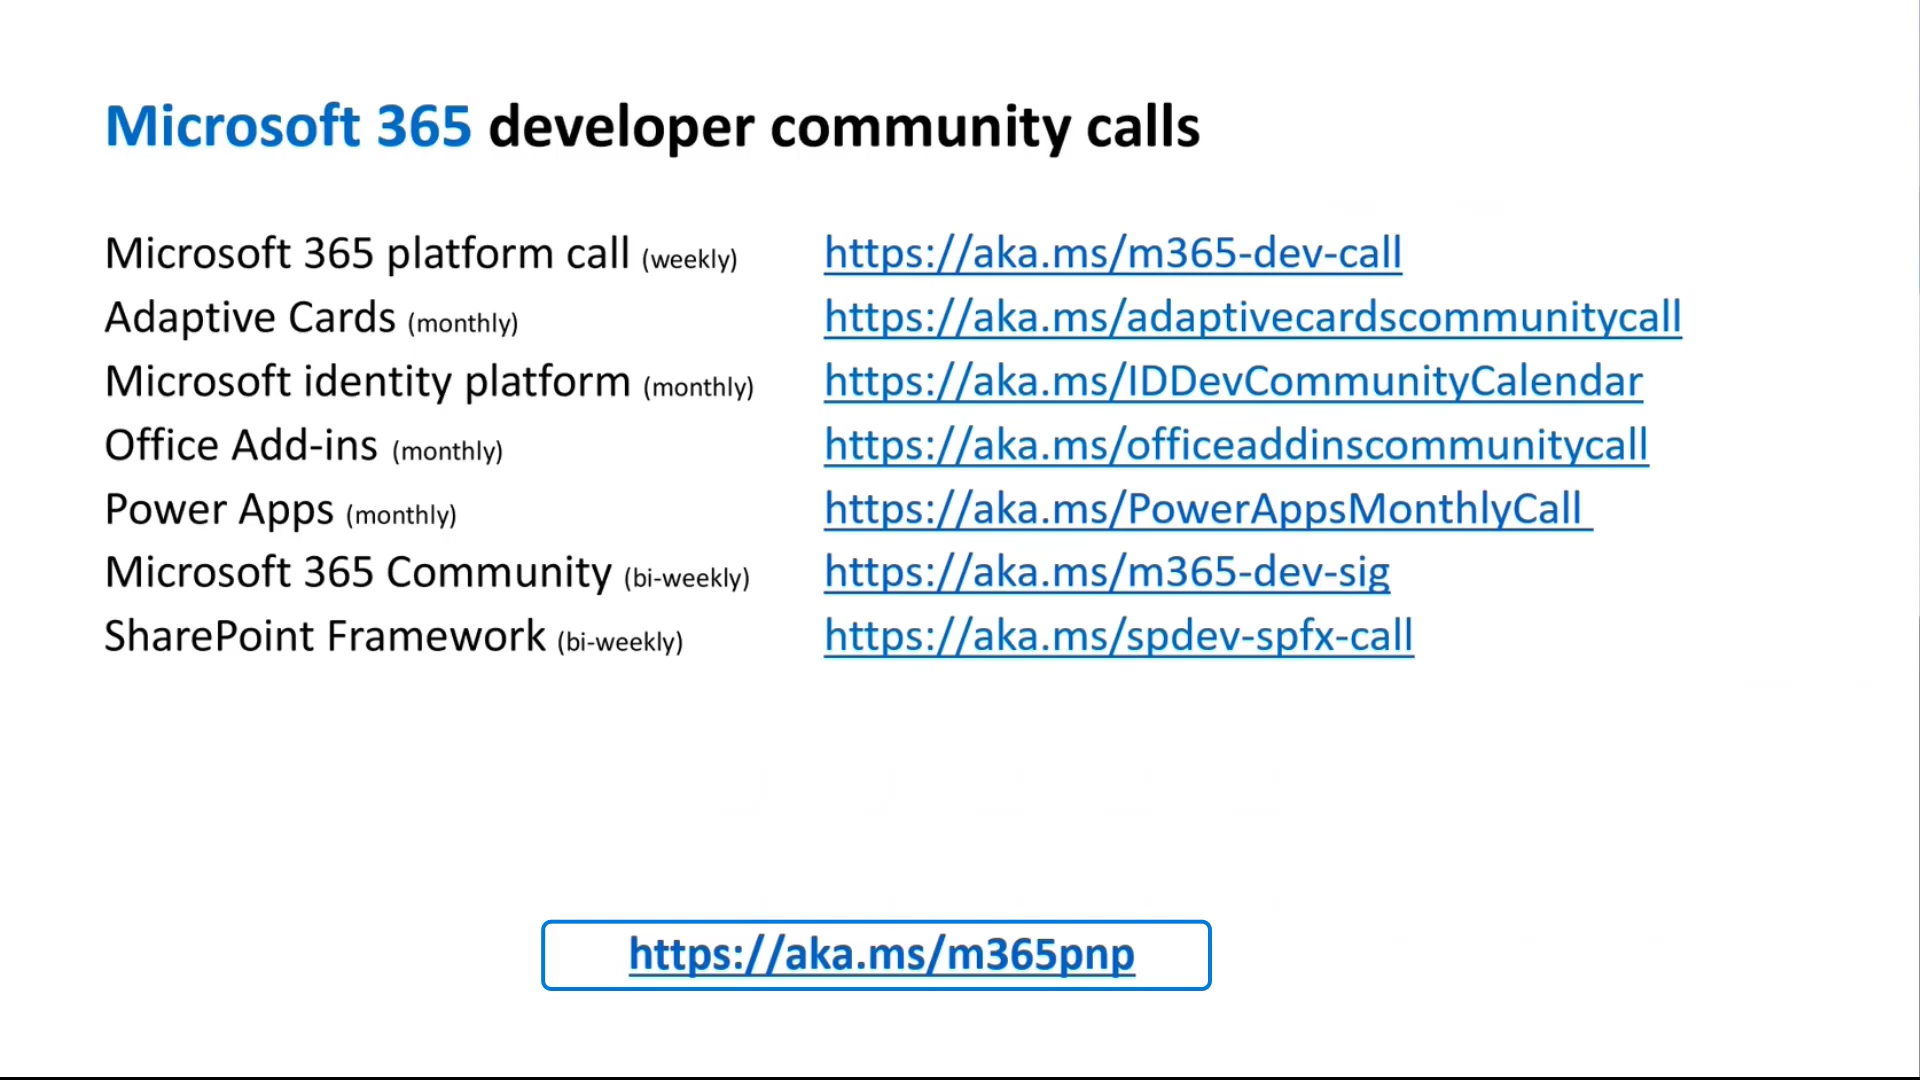 Microsoft 365 developer community calls
Microsoft 365 platform call (weekly) https://aka.ms/m365-dev-call
Adaptive Cards (monthly) https://aka.ms/adaptivecardscommunitycall
Microsoft identity platform (monthly) https://aka.ms/IDDevCommunityCalendar
Office Add-ins (monthly) https://aka.ms/officeaddinscommunitycall
Power Apps (monthly) https://aka.ms/PowerAppsMonthlyCall
Microsoft 365 Community (bi-weekly) https://aka.ms/m365-dev-sig
SharePoint Framework (bi-weekly) https://aka.ms/spdev-spfx-call
https://aka.ms/m365pnp